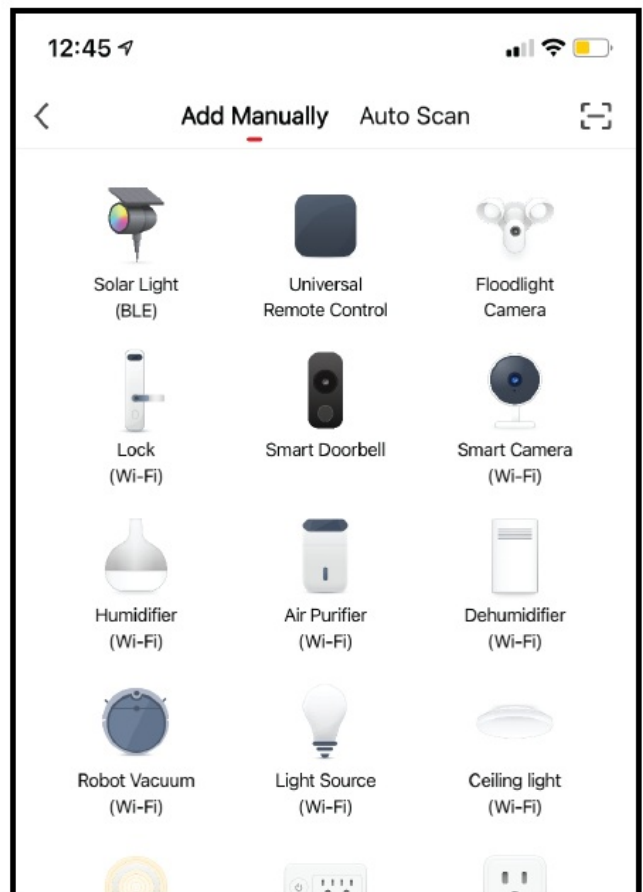 12:45
Add Manually Auto Scan
Solar Light Universal Floodlight
(BLE) Remote Control Camera
Lock Smart Doorbell Smart Camera
(Wi-Fi) (Wi-Fi)
Humidifier Air Purifier Dehumidifier
(Wi-Fi) (Wi-Fi) (Wi-Fi)
Robot Vacuum Light Source Ceiling light
(Wi-Fi) (Wi-Fi) (Wi-Fi)